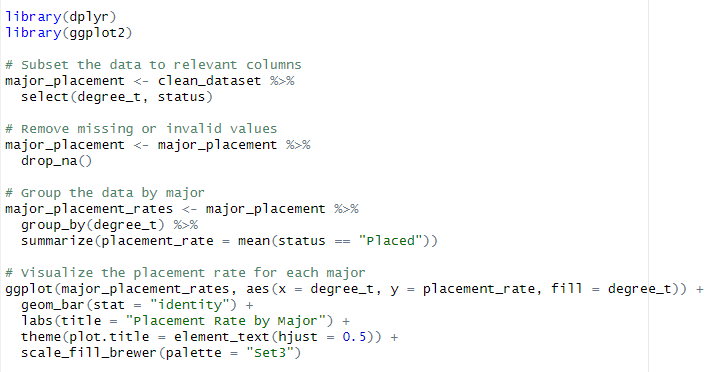 library(dplyr)
library(ggplot2)
# Subset the data to relevant columns
major_placement <- clean_dataset %>%
select(degree_t, status)
# Remove missing or invalid values
major_placement <- major_placement %>%
drop_na()
# Group the data by major
major_placement_rates <- major_placement %>%
group_by(degree_t) %>%
summarize(placement_rate = mean(status == "Placed"))
# Visualize the placement rate for each major
ggplot(major_placement_rates, aes(x = degree_t, y = placement_rate, fill = degree_t)) +
geom_bar(stat = "identity") +
labs(title = "Placement Rate by Major") +
theme(plot.title = element_text(hjust = 0.5)) +
scale_fill_brewer(palette = "Set3")